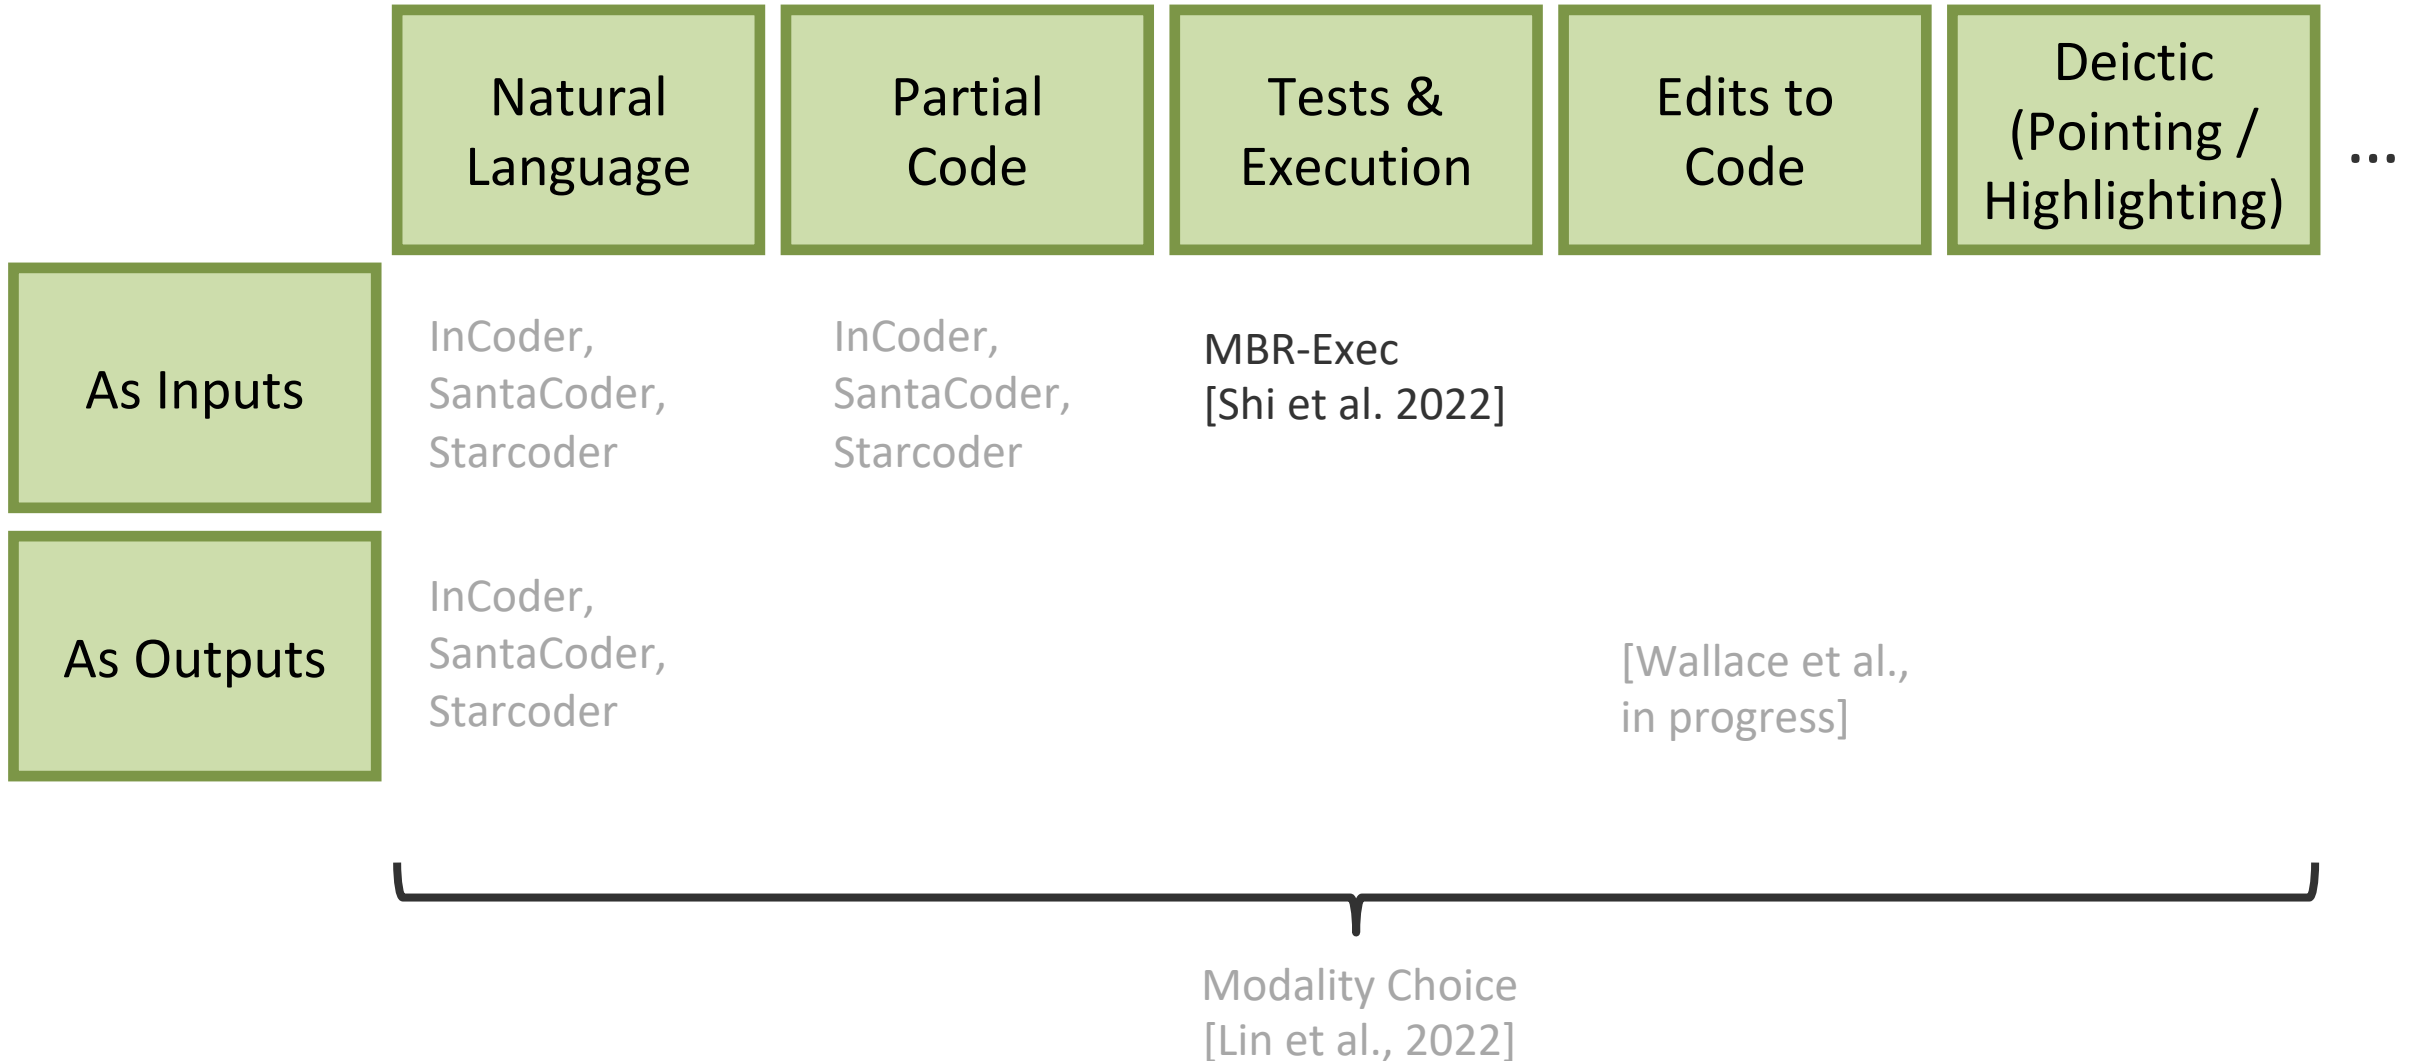 Natural
Language
Partial
Code
Tests &
Execution
Edits to
Code
Deictic
(Pointing /
Highlighting)
...
As Inputs
InCoder,
SantaCoder,
Starcoder
InCoder,
SantaCoder,
Starcoder
MBR-Exec
[Shi et al. 2022]
As Outputs
InCoder,
SantaCoder,
Starcoder
[Wallace et al.,
in progress]
Modality Choice
[Lin et al., 2022]